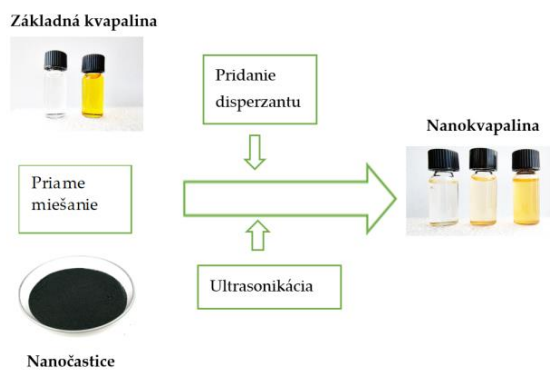 Základná kvapalina
Pridanie
disperzantu
Nanokvapalina
Priame
miešanie
Ultrasonikácia
Nanočastice